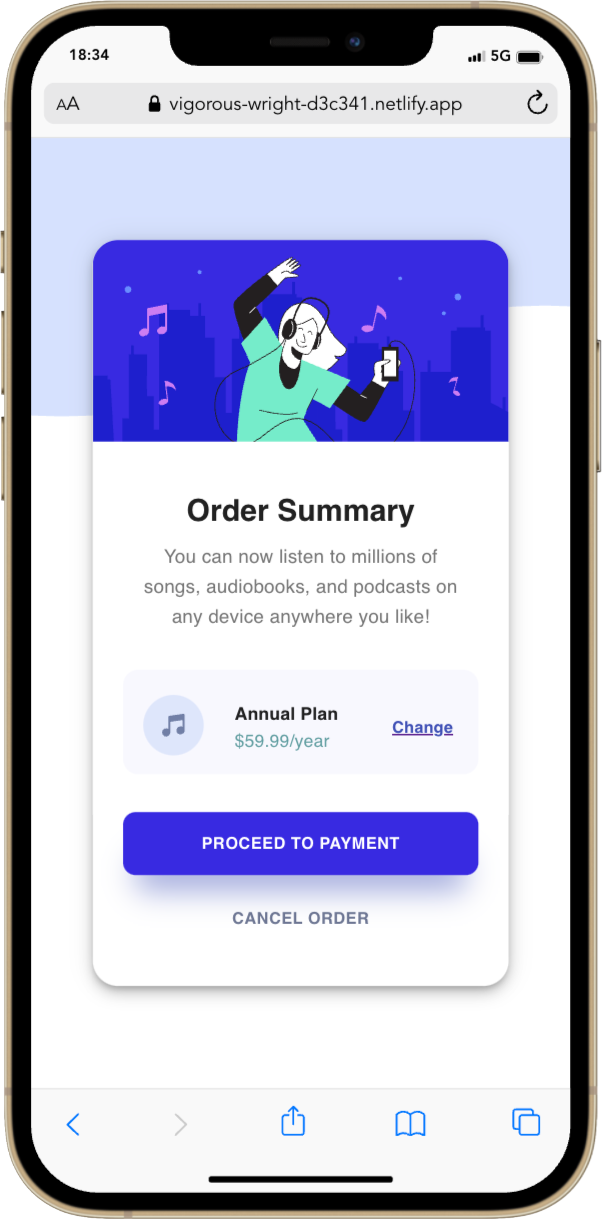 18:34
5G
AA
vigorous-wright-d3c341.netlify.app
Order Summary
You can now listen to millions of
songs, audiobooks, and podcasts on
any device anywhere you like!
Annual Plan
$59.99/year
Change
PROCEED TO PAYMENT
CANCEL ORDER